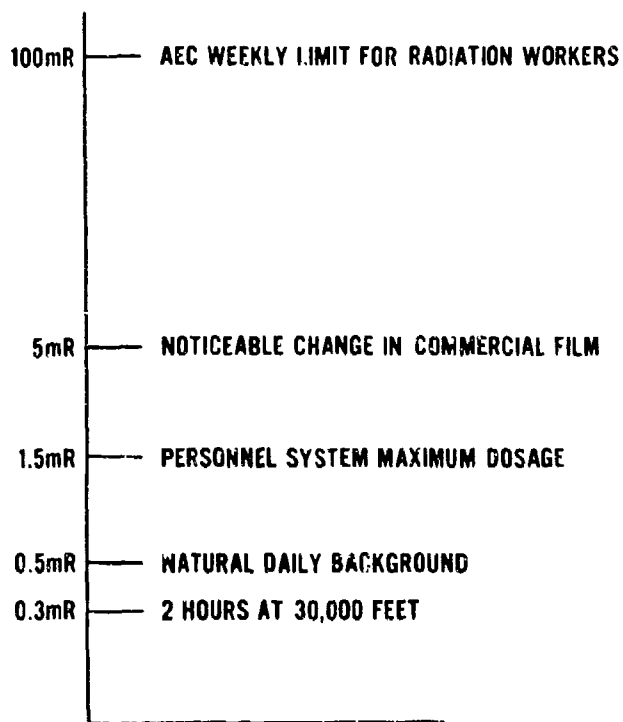 100mR AEC WEEKLY LIMIT FOR RADIATION WORKERS
5mR NOTICEABLE CHANGE IN COMMERCIAL FILM
1.5mR PERSONNEL SYSTEM MAXIMUM DOSAGE
0.5mR NATURAL DAILY BACKGROUND
0.3mR 2 HOURS AT 30,000 FEET